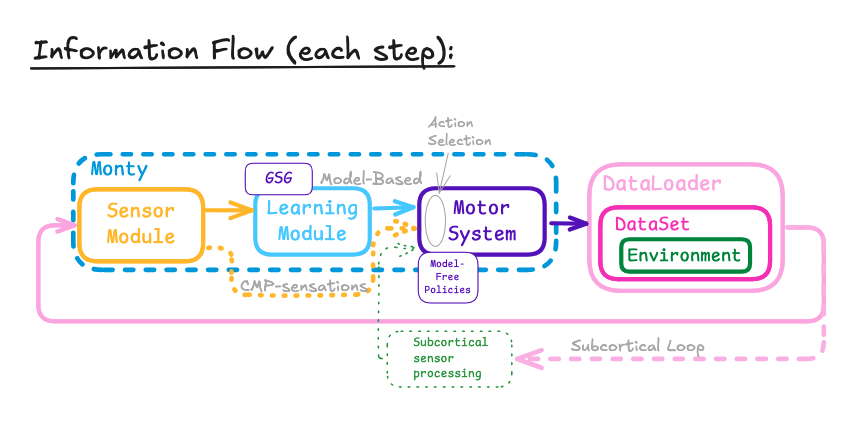 Information Flow (each step):
Action
Selection
Monty
GSG
Model-Based
DataLoader
Sensor
Module
Learning
Module
Motor
System
DataSet
Environment
Model-
Free
Policies
CMP-sensations
Subcortical
sensor
processing
Subcortical Loop